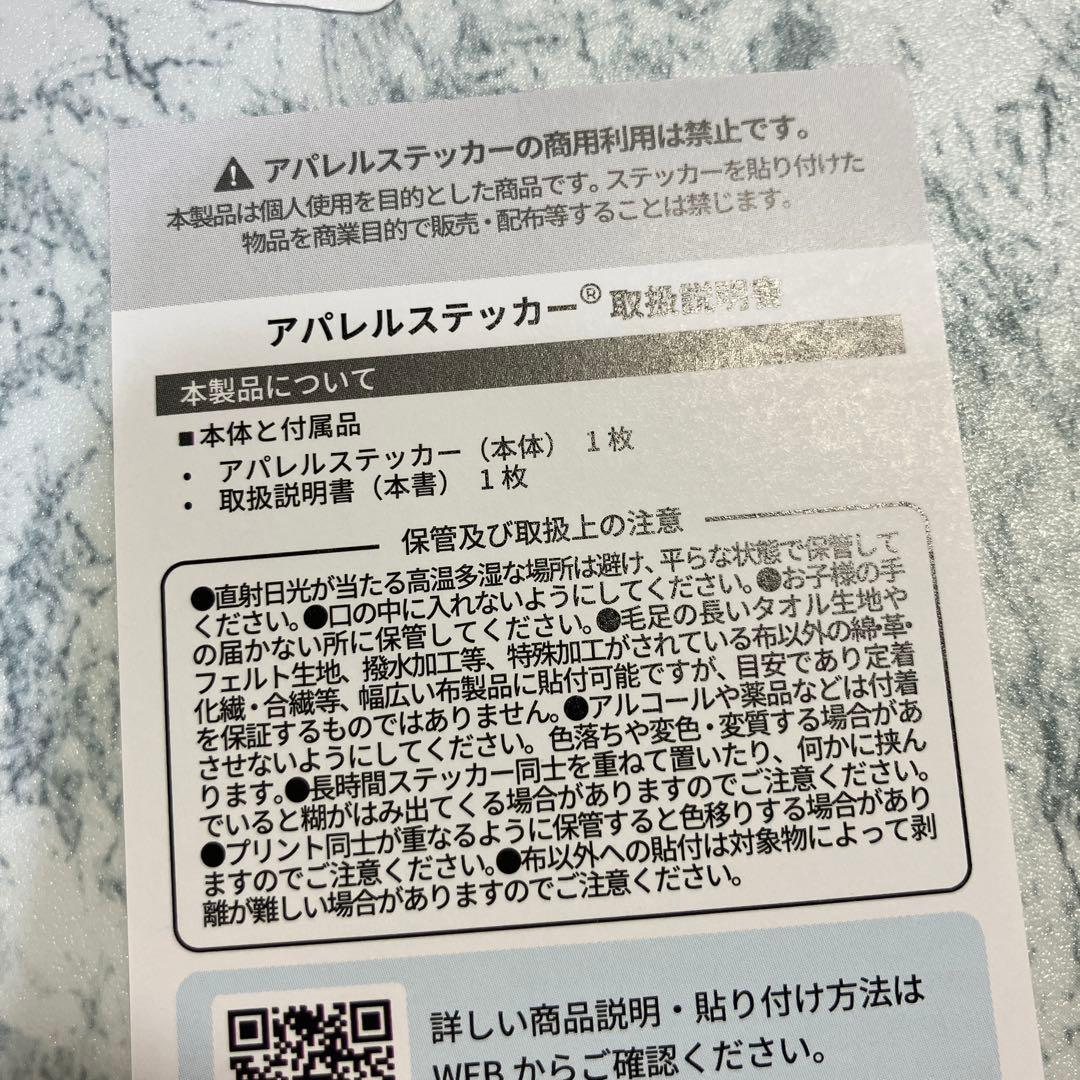 アパレルステッカーの商用利用は禁止です。
本製品は個人使用を目的とした商品です。ステッカーを貼り付けた
物品を商業目的で販売・配布等することは禁じます。
アパレルステッカー® 取扱説明書
本製品について
■本体と付属品
・ アパレルステッカー（本体） 1枚
・ 取扱説明書（本書） 1枚
保管及び取扱上の注意
●直射日光が当たる高温多湿な場所は避け、平らな状態で保管して
ください。●口の中に入れないようにしてください。●お子様の手
の届かない所に保管してください。●毛足の長いタオル生地や
フェルト生地、撥水加工等、特殊加工がされている布以外の綿・革・
化繊・合繊等、幅広い布製品に貼付可能ですが、目安であり定着
を保証するものではありません。●アルコールや薬品などは付着
させないようにしてください。色落ちや変色・変質する場合があ
ります。●長時間ステッカー同士を重ねて置いたり、何かに挟ん
でいると糊がはみ出てくる場合がありますのでご注意ください。
●プリント同士が重なるように保管すると色移りする場合があり
ますのでご注意ください。●布以外への貼付は対象物によって剥
離が難しい場合がありますのでご注意ください。
詳しい商品説明・貼り付け方法は
WEBからご確認ください。